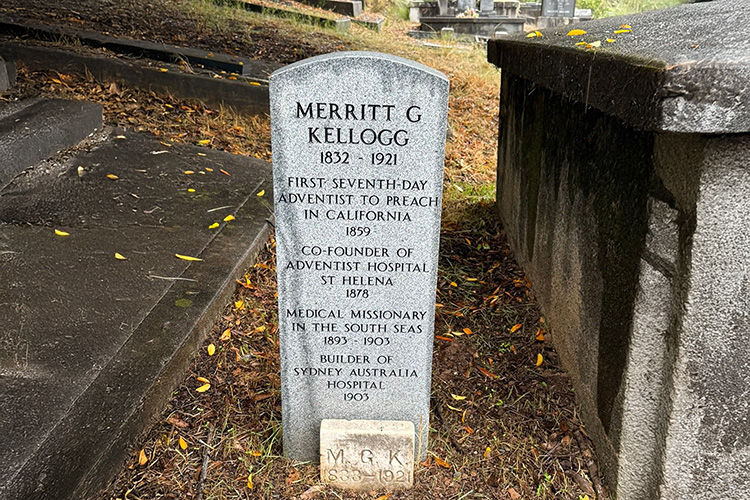 MERRITT G
KELLOGG
1832 - 1921
FIRST SEVENTH-DAY
ADVENTIST TO PREACH
IN CALIFORNIA
1859
CO-FOUNDER OF
ADVENTIST HOSPITAL
ST HELENA
1878
MEDICAL MISSIONARY
IN THE SOUTH SEAS
1893 - 1903
BUILDER OF
SYDNEY AUSTRALIA
HOSPITAL
1903
M. G. K.
1833-1921